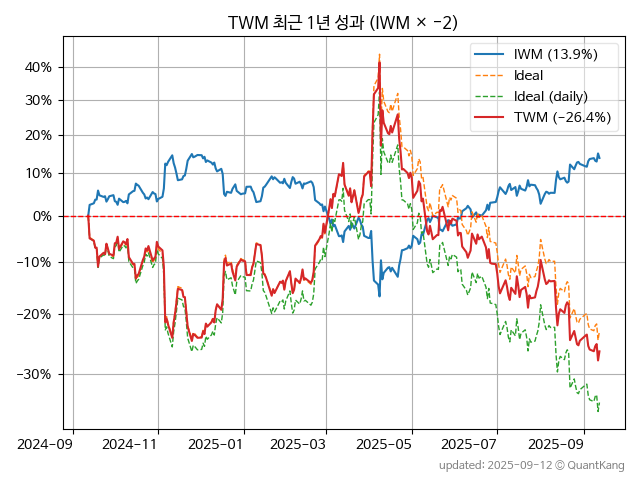 TWM 최근 1년 성과 (IWM × −2)
IWM (13.9%)
Ideal
Ideal (daily)
TWM (−26.4%)
40%
30%
20%
10%
0%
−10%
−20%
−30%
2024-09
2024-11
2025-01
2025-03
2025-05
2025-07
2025-09
updated: 2025-09-12 © QuantKang